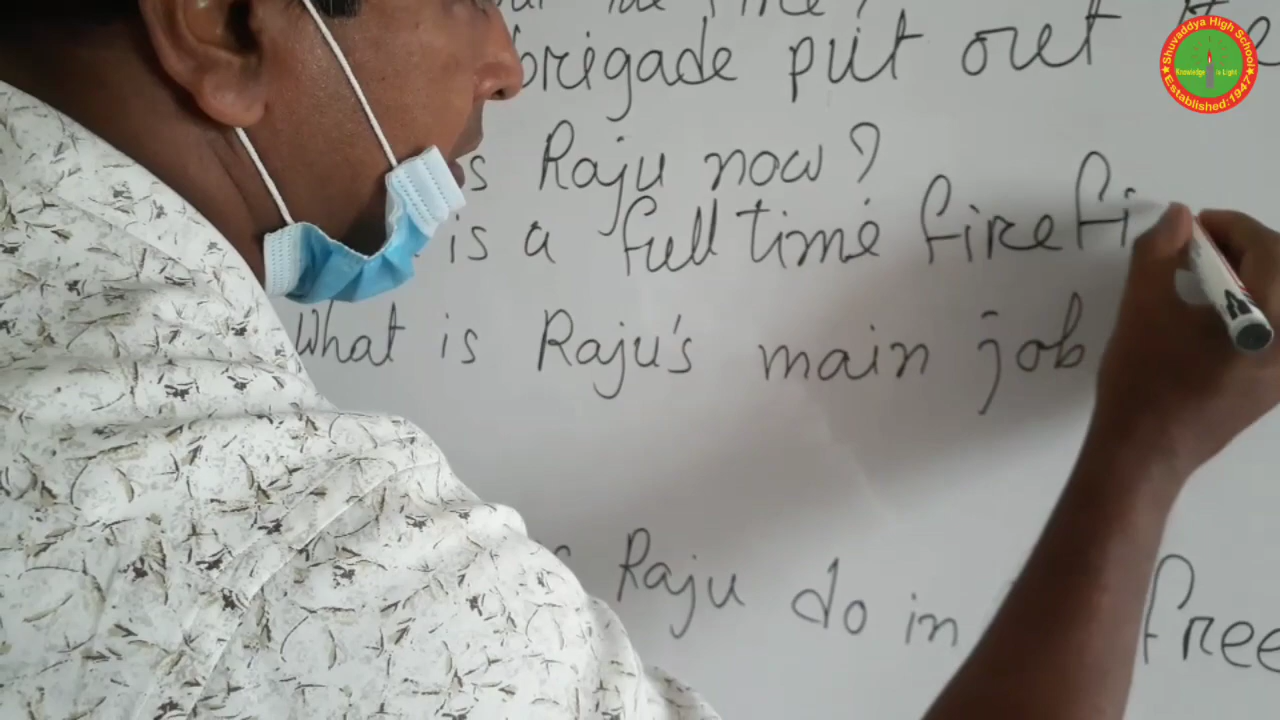 brigade put out the
s Raju now?
is a full time firefi
What is Raju's main job
Raju do in free
Shuvaddya High School
Knowledge is Light
Established:1947